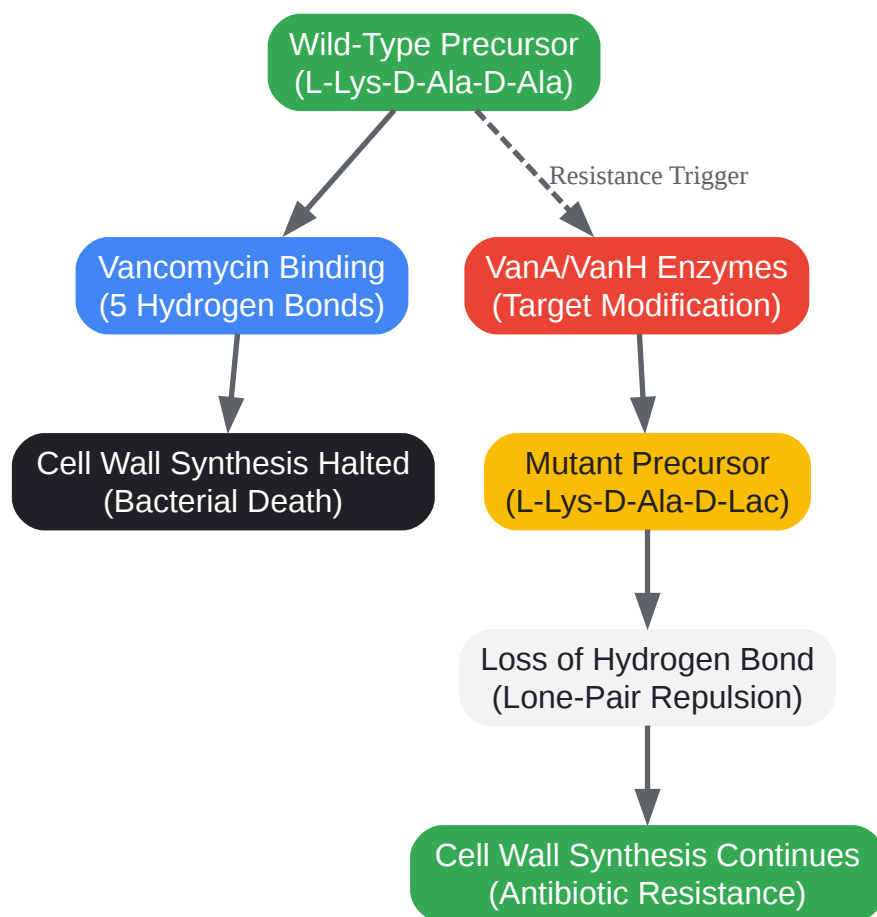 Wild-Type Precursor
(L-Lys-D-Ala-D-Ala)
Resistance Trigger
Vancomycin Binding
(5 Hydrogen Bonds)
VanA/VanH Enzymes
(Target Modification)
Cell Wall Synthesis Halted
(Bacterial Death)
Mutant Precursor
(L-Lys-D-Ala-D-Lac)
Loss of Hydrogen Bond
(Lone-Pair Repulsion)
Cell Wall Synthesis Continues
(Antibiotic Resistance)